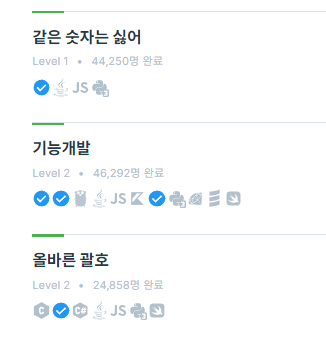 같은 숫자는 싫어
Level 1 • 44,250명 완료
JS
기능개발
Level 2 • 46,292명 완료
JS
올바른 괄호
Level 2 • 24,858명 완료
C C# JS